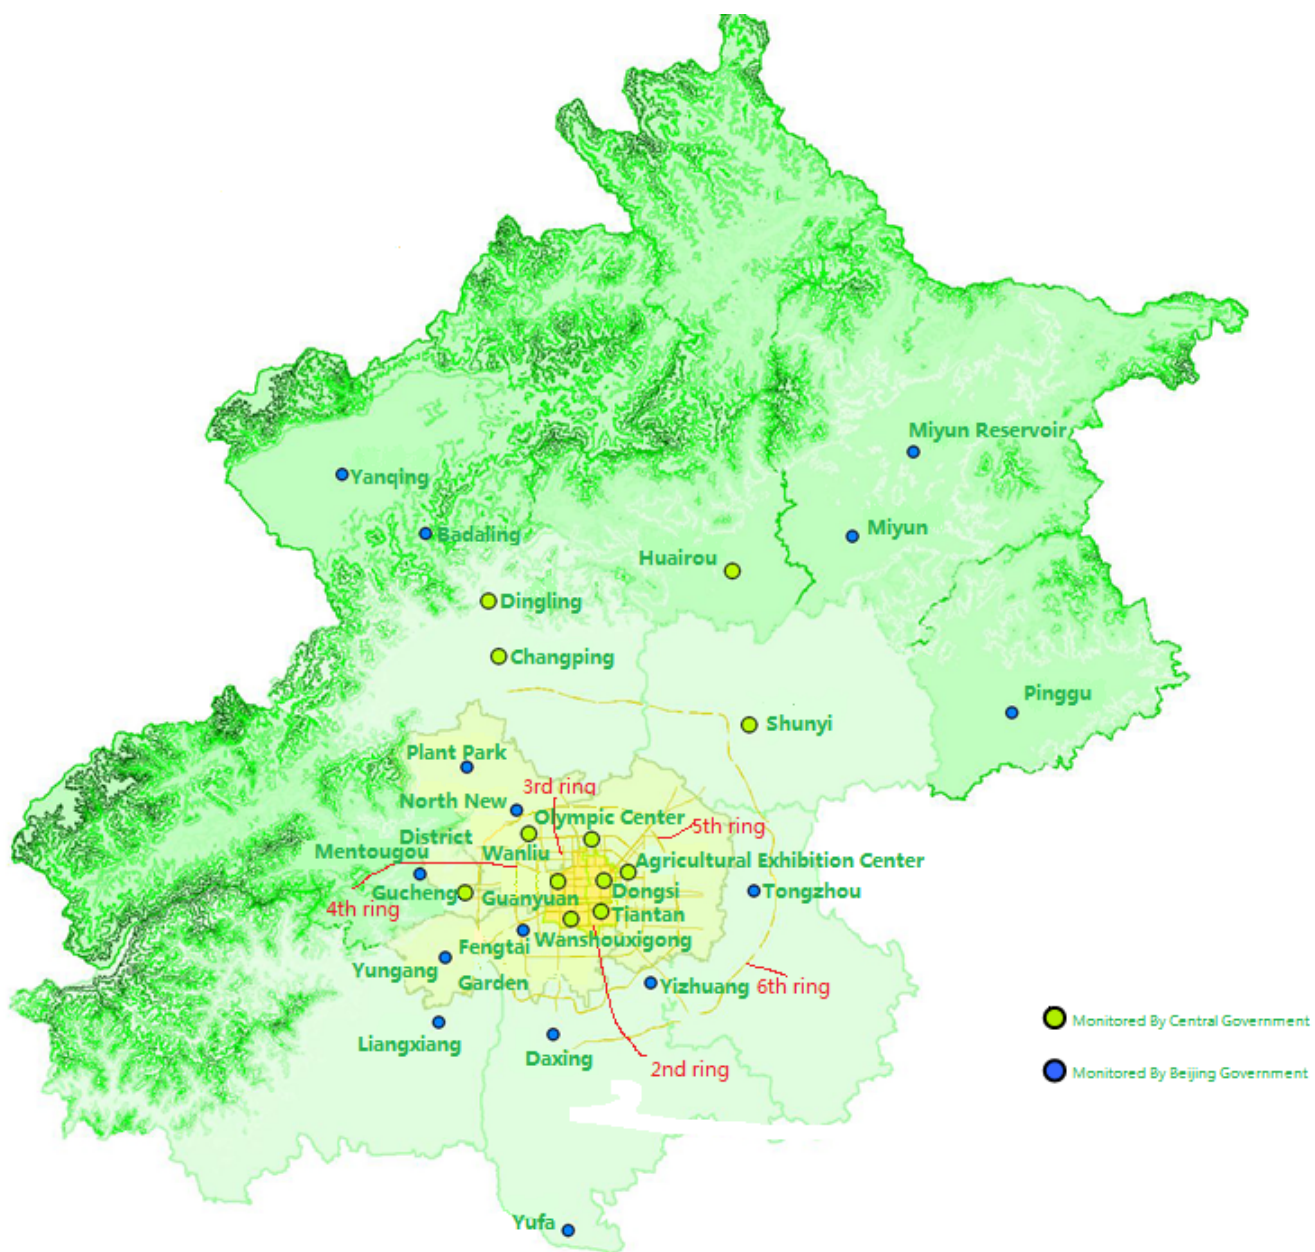 Miyun Reservoir
Yanqing
Badaling
Miyun
Huairou
Dingling
Changping
Pinggu
Shunyi
Plant Park
3rd ring
North New
District
Olympic Center
5th ring
Mentougou
Wanliu
Agricultural Exhibition Center
Gucheng
Guanyuan
Dongsi
Tongzhou
4th ring
Tiantan
Fengtai
Garden
Wanshouxigong
Yungang
Yizhuang
6th ring
Liangxiang
Daxing
2nd ring
Yufa
Monitored By Central Government
Monitored By Beijing Government